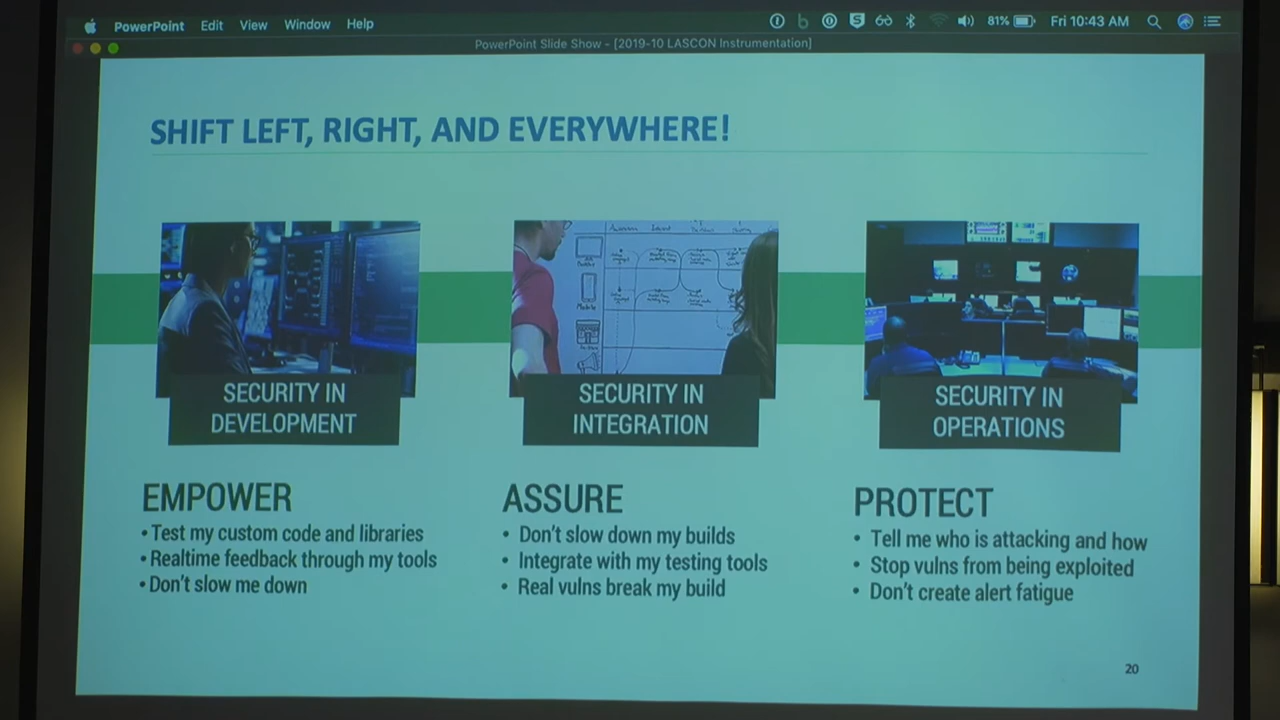 PowerPoint Edit View Window Help 81% Fri 10:43 AM
PowerPoint Slide Show - [2019-10 LASCON Instrumentation]
SHIFT LEFT, RIGHT, AND EVERYWHERE!
SECURITY IN
DEVELOPMENT
EMPOWER
• Test my custom code and libraries
• Realtime feedback through my tools
• Don't slow me down
SECURITY IN
INTEGRATION
ASSURE
• Don't slow down my builds
• Integrate with my testing tools
• Real vulns break my build
SECURITY IN
OPERATIONS
PROTECT
• Tell me who is attacking and how
• Stop vulns from being exploited
• Don't create alert fatigue
20